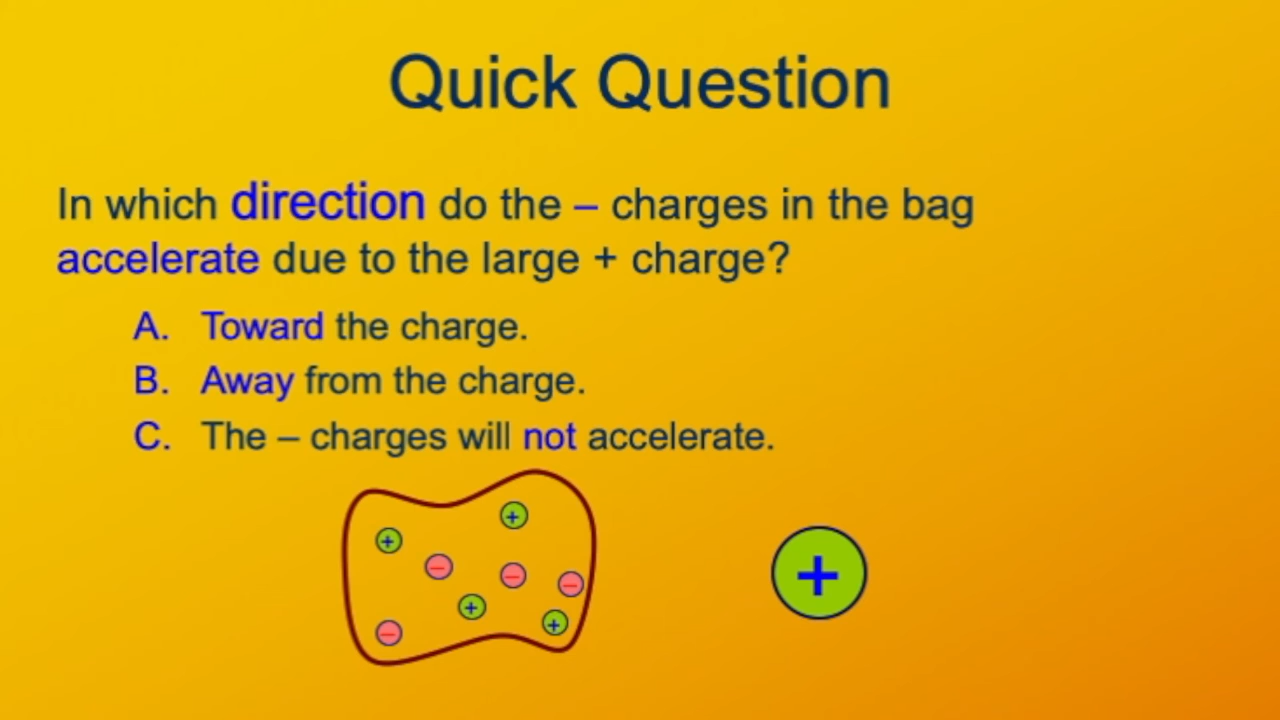 Quick Question
In which direction do the – charges in the bag
accelerate due to the large + charge?
A. Toward the charge.
B. Away from the charge.
C. The – charges will not accelerate.
+ +
– – –
+ +
–
+